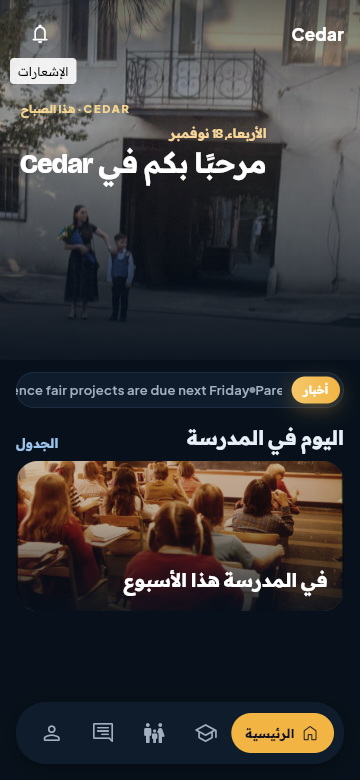 Cedar
الإشعارات
CEDAR · هذا الصباح
الأربعاء, 18 نوفمبر
مرحبًا بكم في Cedar
أخبار
ence fair projects are due next Friday•Pare
اليوم في المدرسة
الجدول
في المدرسة هذا الأسبوع
الرئيسية